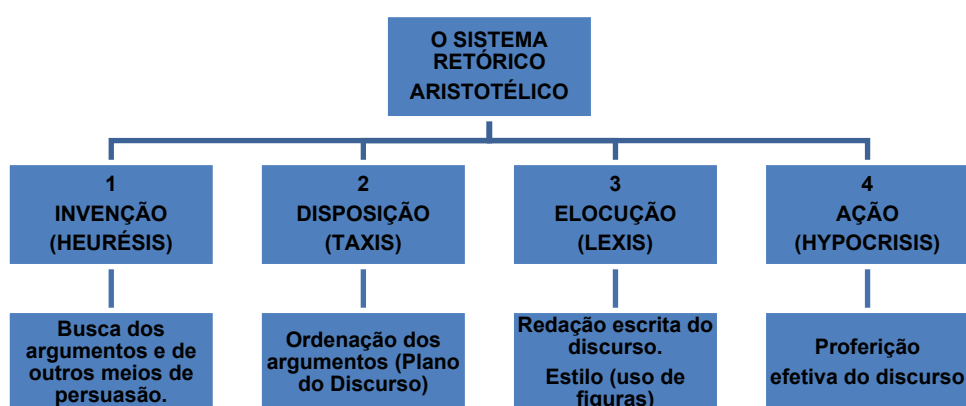 O SISTEMA
RETÓRICO
ARISTOTÉLICO
1
INVENÇÃO
(HEURÉSIS)
2
DISPOSIÇÃO
(TAXIS)
3
ELOCUÇÃO
(LEXIS)
4
AÇÃO
(HYPOCRISIS)
Busca dos
argumentos e de
outros meios de
persuasão.
Ordenação dos
argumentos (Plano
do Discurso)
Redação escrita do
discurso.
Estilo (uso de
figuras)
Proferição
efetiva do discurso